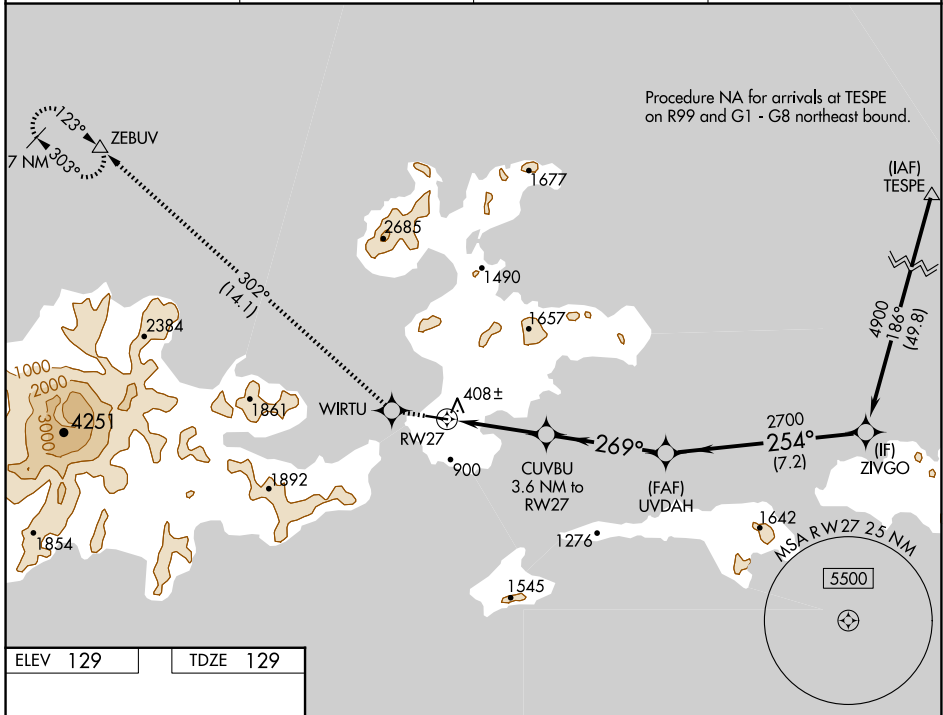 Procedure NA for arrivals at TESPE
on R99 and G1 - G8 northeast bound.
123°
ZEBUV
7 NM
303°
1677
(IAF)
TESPE
2685
1490
302°
(14.1)
4900
186°
(49.8)
2384
1657
1000
2000
3000
4251
1861
WIRTU
408±
RW27
2700
269°
254°
(7.2)
(IF)
ZIVGO
900
CUVBU
3.6 NM to
RW27
(FAF)
UVDAH
1892
1854
1276
1642
MSA RW27 25 NM
5500
1545
ELEV 129
TDZE 129